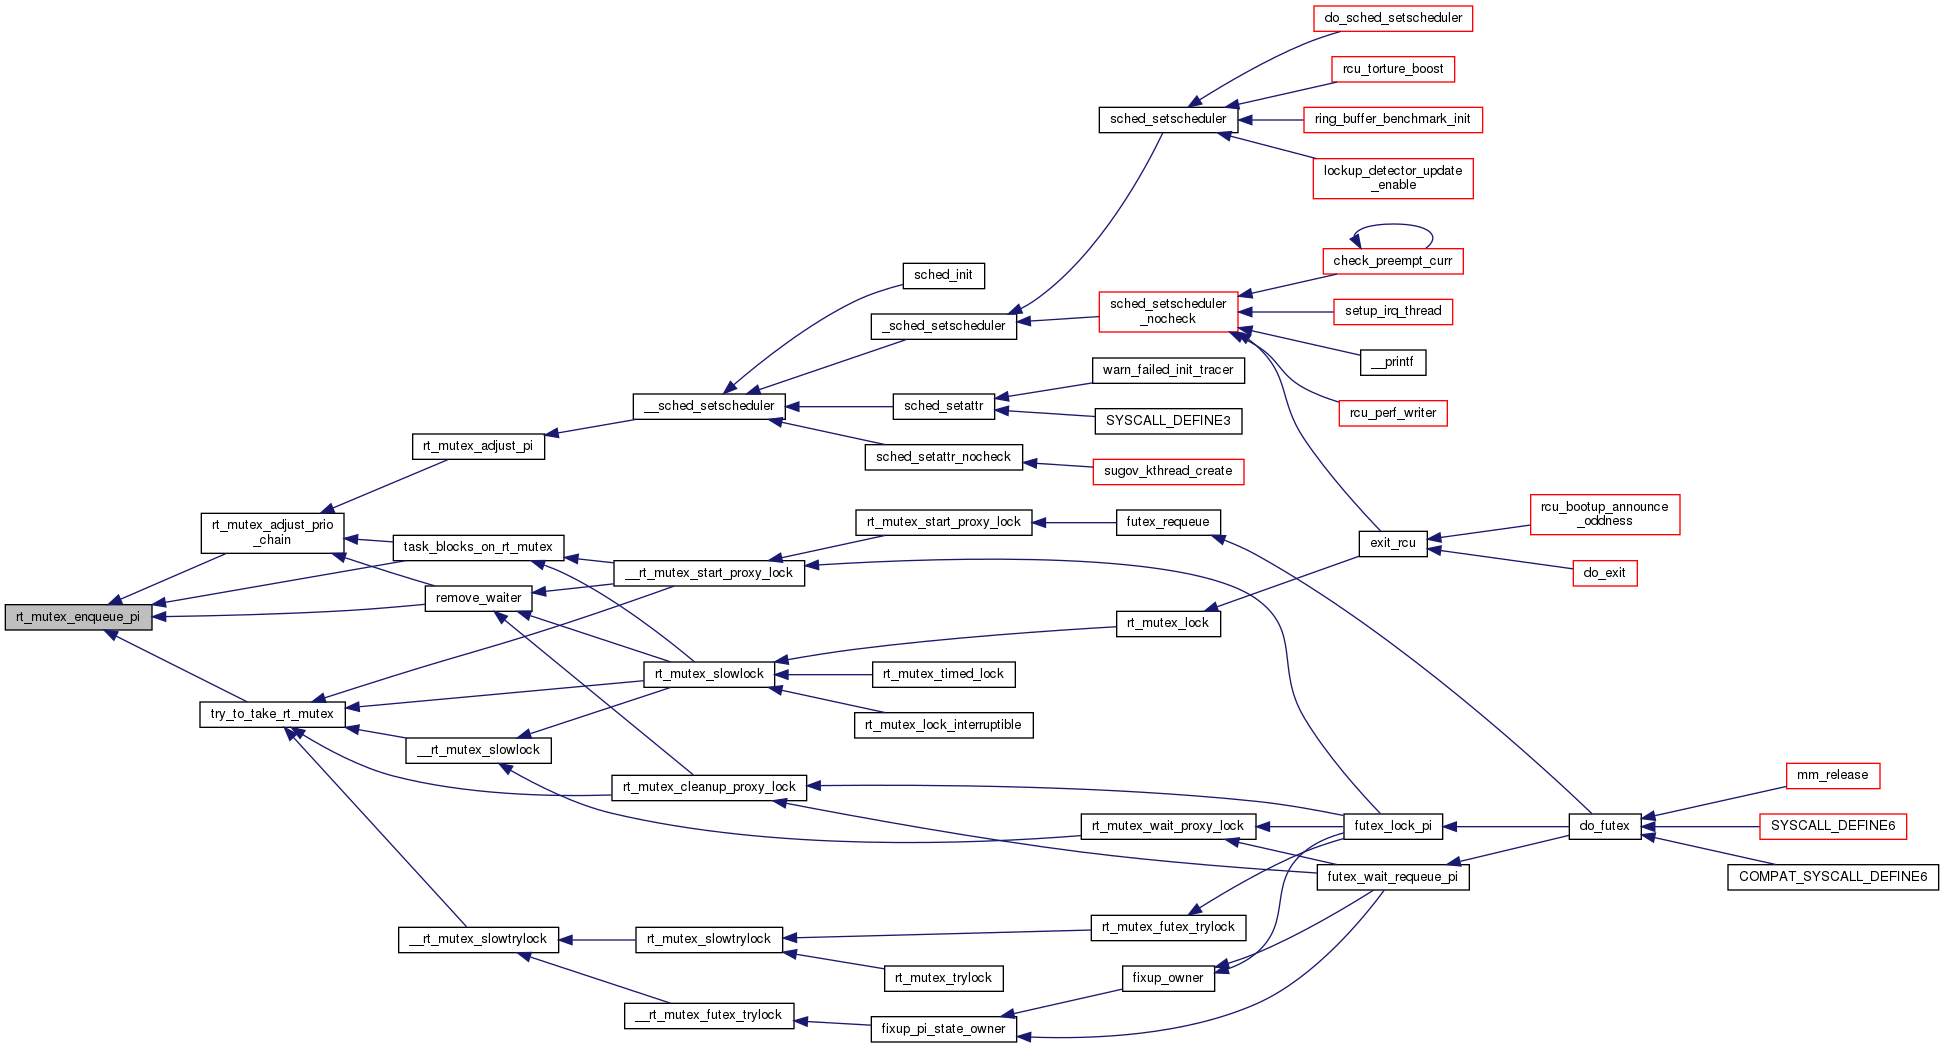 do_sched_setscheduler
rcu_torture_boost
sched_setscheduler
ring_buffer_benchmark_init
lockup_detector_update
_enable
check_preempt_curr
sched_init
sched_setscheduler
_nocheck
setup_irq_thread
_sched_setscheduler
__printf
warn_failed_init_tracer
__sched_setscheduler
sched_setattr
rcu_perf_writer
SYSCALL_DEFINE3
rt_mutex_adjust_pi
sched_setattr_nocheck
sugov_kthread_create
rt_mutex_adjust_prio
_chain
rt_mutex_start_proxy_lock
futex_requeue
rcu_bootup_announce
_oddness
task_blocks_on_rt_mutex
exit_rcu
__rt_mutex_start_proxy_lock
do_exit
remove_waiter
rt_mutex_enqueue_pi
rt_mutex_lock
rt_mutex_slowlock
rt_mutex_timed_lock
try_to_take_rt_mutex
rt_mutex_lock_interruptible
__rt_mutex_slowlock
rt_mutex_cleanup_proxy_lock
mm_release
rt_mutex_wait_proxy_lock
futex_lock_pi
do_futex
SYSCALL_DEFINE6
futex_wait_requeue_pi
COMPAT_SYSCALL_DEFINE6
rt_mutex_futex_trylock
__rt_mutex_slowtrylock
rt_mutex_slowtrylock
rt_mutex_trylock
fixup_owner
__rt_mutex_futex_trylock
fixup_pi_state_owner